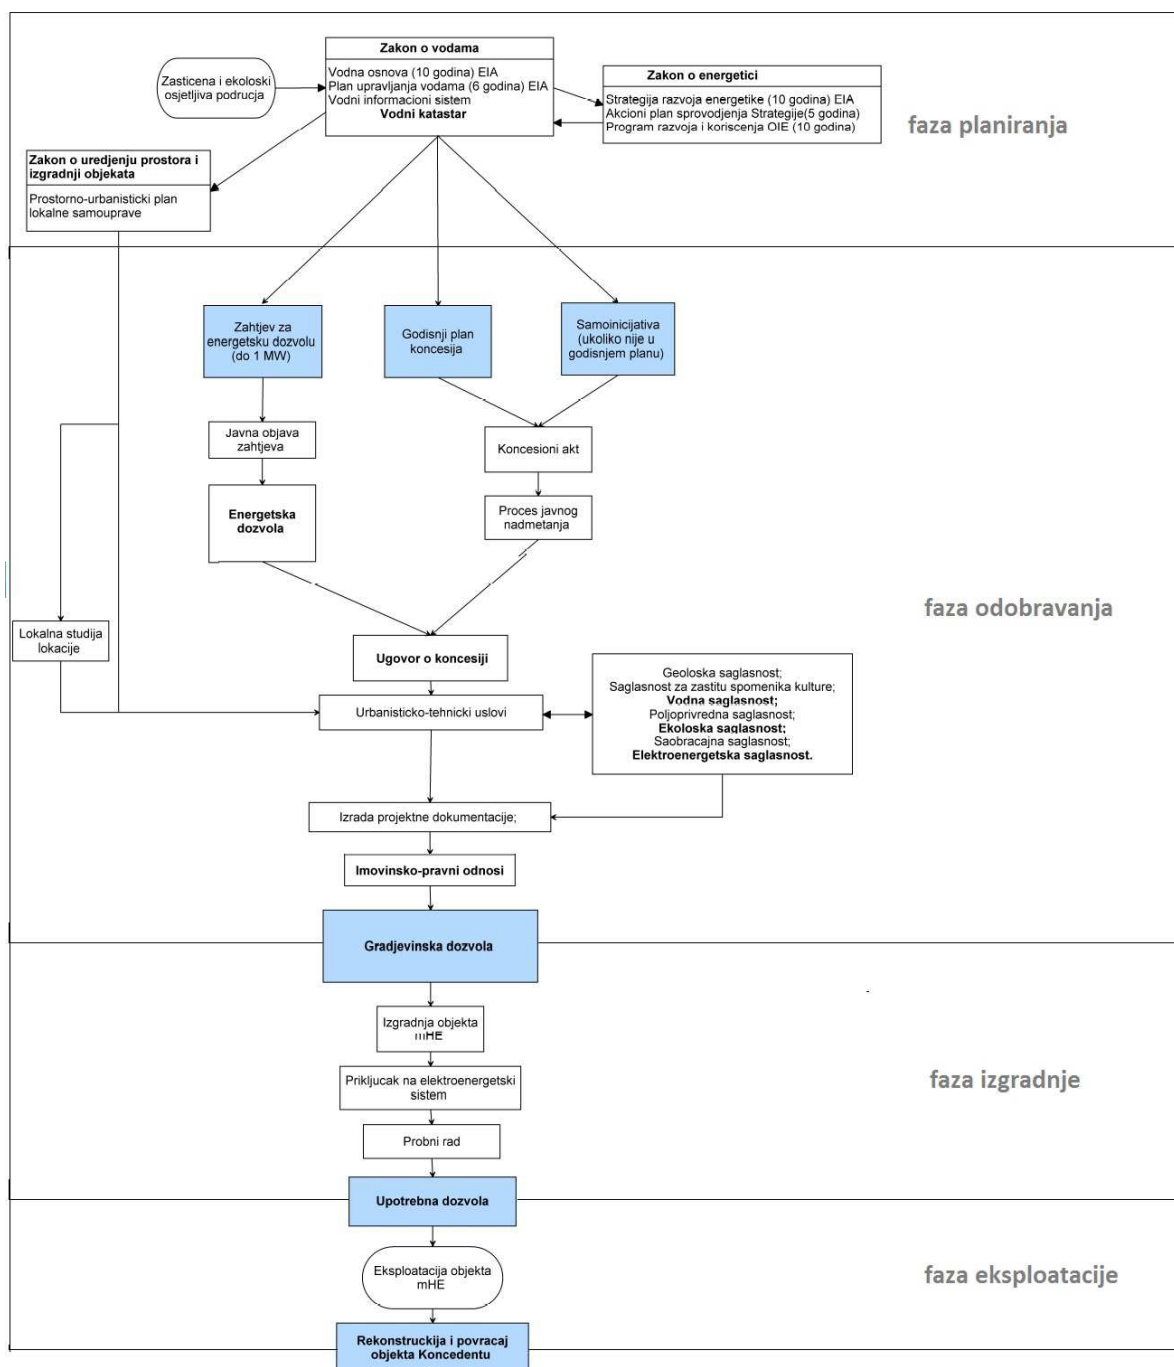 Zakon o vodama
Vodna osnova (10 godina) EIA
Plan upravljanja vodama (6 godina) EIA
Vodni informacioni sistem
Vodni katastar
Zasticena i ekoloski
osjetljiva podrucja
Zakon o energetici
Strategija razvoja energetike (10 godina) EIA
Akcioni plan sprovodjenja Strategije(5 godina)
Program razvoja i koriscenja OIE (10 godina)
faza planiranja
Zakon o uredjenju prostora i
izgradnji objekata
Prostorno-urbanisticki plan
lokalne samouprave
Zahtjev za
energetsku dozvolu
(do 1 MW)
Godisnji plan
koncesija
Samoinicijativa
(ukoliko nije u
godisnjem planu)
Javna objava
zahtjeva
Koncesioni akt
Energetska
dozvola
Proces javnog
nadmetanja
faza odobravanja
Lokalna studija
lokacije
Ugovor o koncesiji
Urbanisticko-tehnicki uslovi
Geoloska saglasnost;
Saglasnost za zastitu spomenika kulture;
Vodna saglasnost;
Poljoprivredna saglasnost;
Ekoloska saglasnost;
Saobracajna saglasnost;
Elektroenergetska saglasnost.
Izrada projektne dokumentacije;
Imovinsko-pravni odnosi
Gradjevinska dozvola
Izgradnja objekta
mHE
faza izgradnje
Prikljucak na elektroenergetski
sistem
Probni rad
Upotrebna dozvola
Eksploatacija objekta
mHE
faza eksploatacije
Rekonstruckija i povracaj
objekta Koncedentu